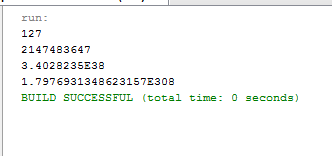 run:
127
2147483647
3.4028235E38
1.7976931348623157E308
BUILD SUCCESSFUL (total time: 0 seconds)